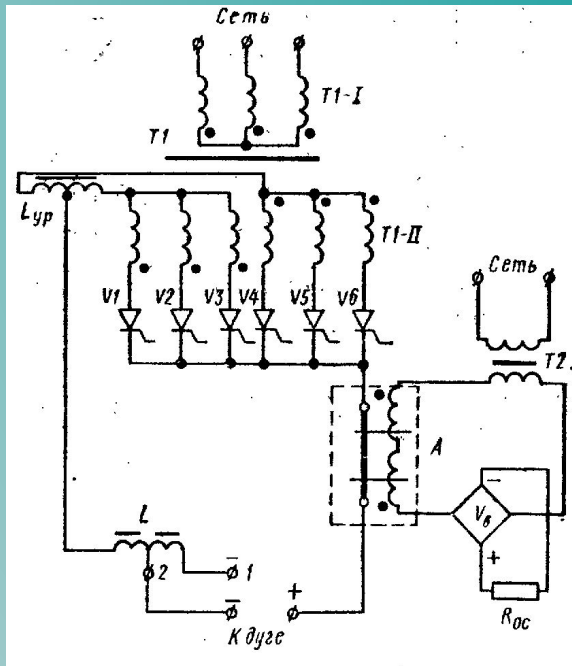 Сеть
T1-I
T1
Lур
T1-II
V1 V2 V3 V4 V5 V6
Сеть
T2
A
L
−
Vв
+
2
− 1
− +
Rос
К дуге